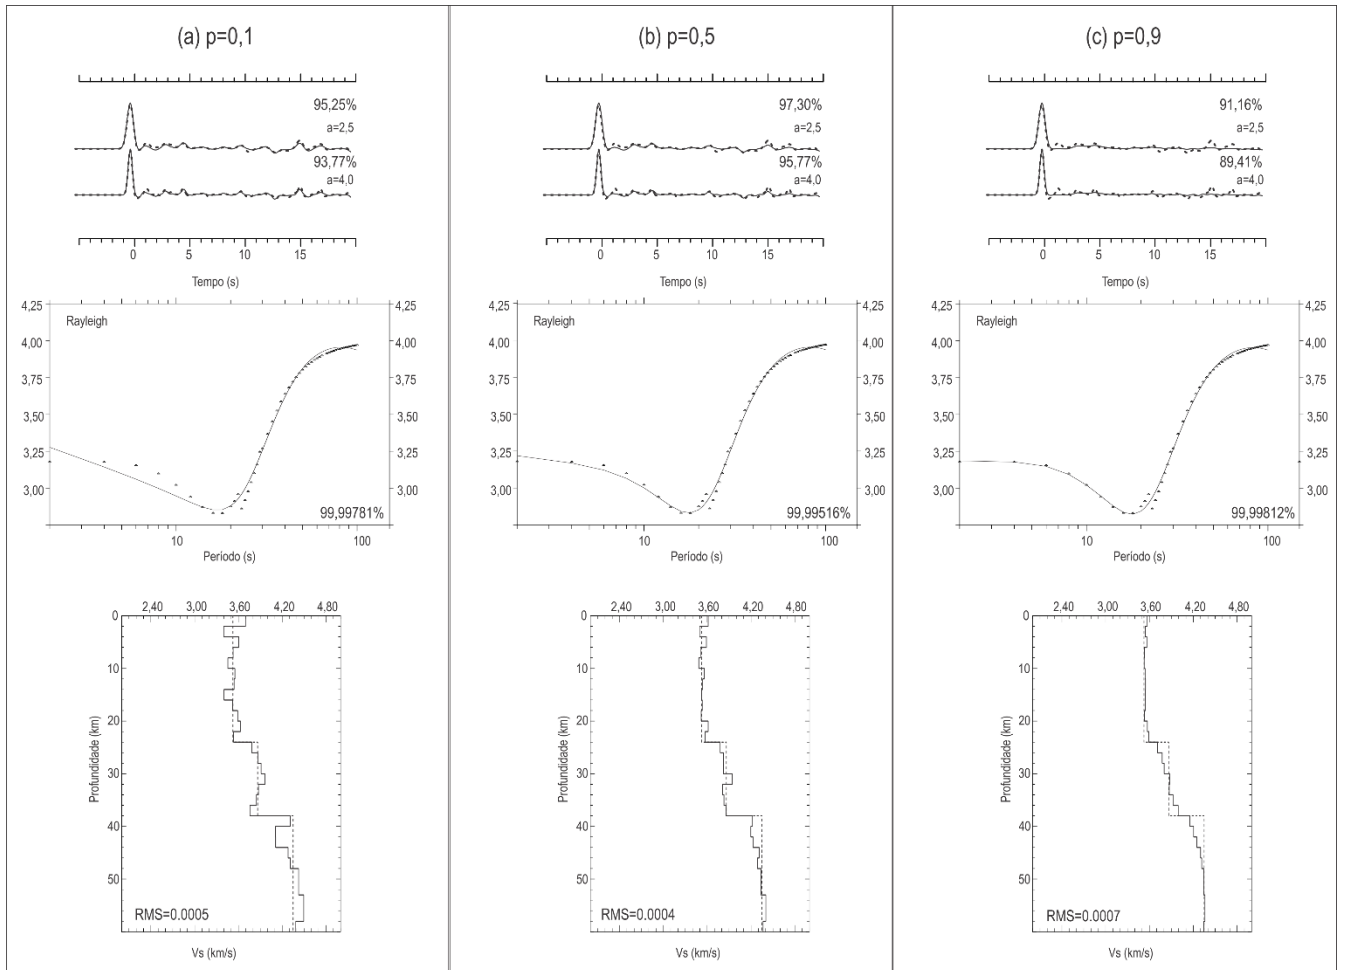 (a) p=0,1
95,25%
a=2,5
93,77%
a=4,0
0 5 10 15
Tempo (s)
4,25 4,25
Rayleigh
4,00 4,00
3,75 3,75
3,50 3,50
3,25 3,25
3,00 3,00
99,99781%
10 100
Período (s)
2,40 3,00 3,60 4,20 4,80
0
10
20
30
40
50
Profundidade (km)
RMS=0.0005
Vs (km/s)
(b) p=0,5
97,30%
a=2,5
95,77%
a=4,0
0 5 10 15
Tempo (s)
4,25 4,25
Rayleigh
4,00 4,00
3,75 3,75
3,50 3,50
3,25 3,25
3,00 3,00
99,99516%
10 100
Período (s)
2,40 3,00 3,60 4,20 4,80
0
10
20
30
40
50
Profundidade (km)
RMS=0.0004
Vs (km/s)
(c) p=0,9
91,16%
a=2,5
89,41%
a=4,0
0 5 10 15
Tempo (s)
4,25 4,25
Rayleigh
4,00 4,00
3,75 3,75
3,50 3,50
3,25 3,25
3,00 3,00
99,99812%
10 100
Período (s)
2,40 3,00 3,60 4,20 4,80
0
10
20
30
40
50
Profundidade (km)
RMS=0.0007
Vs (km/s)